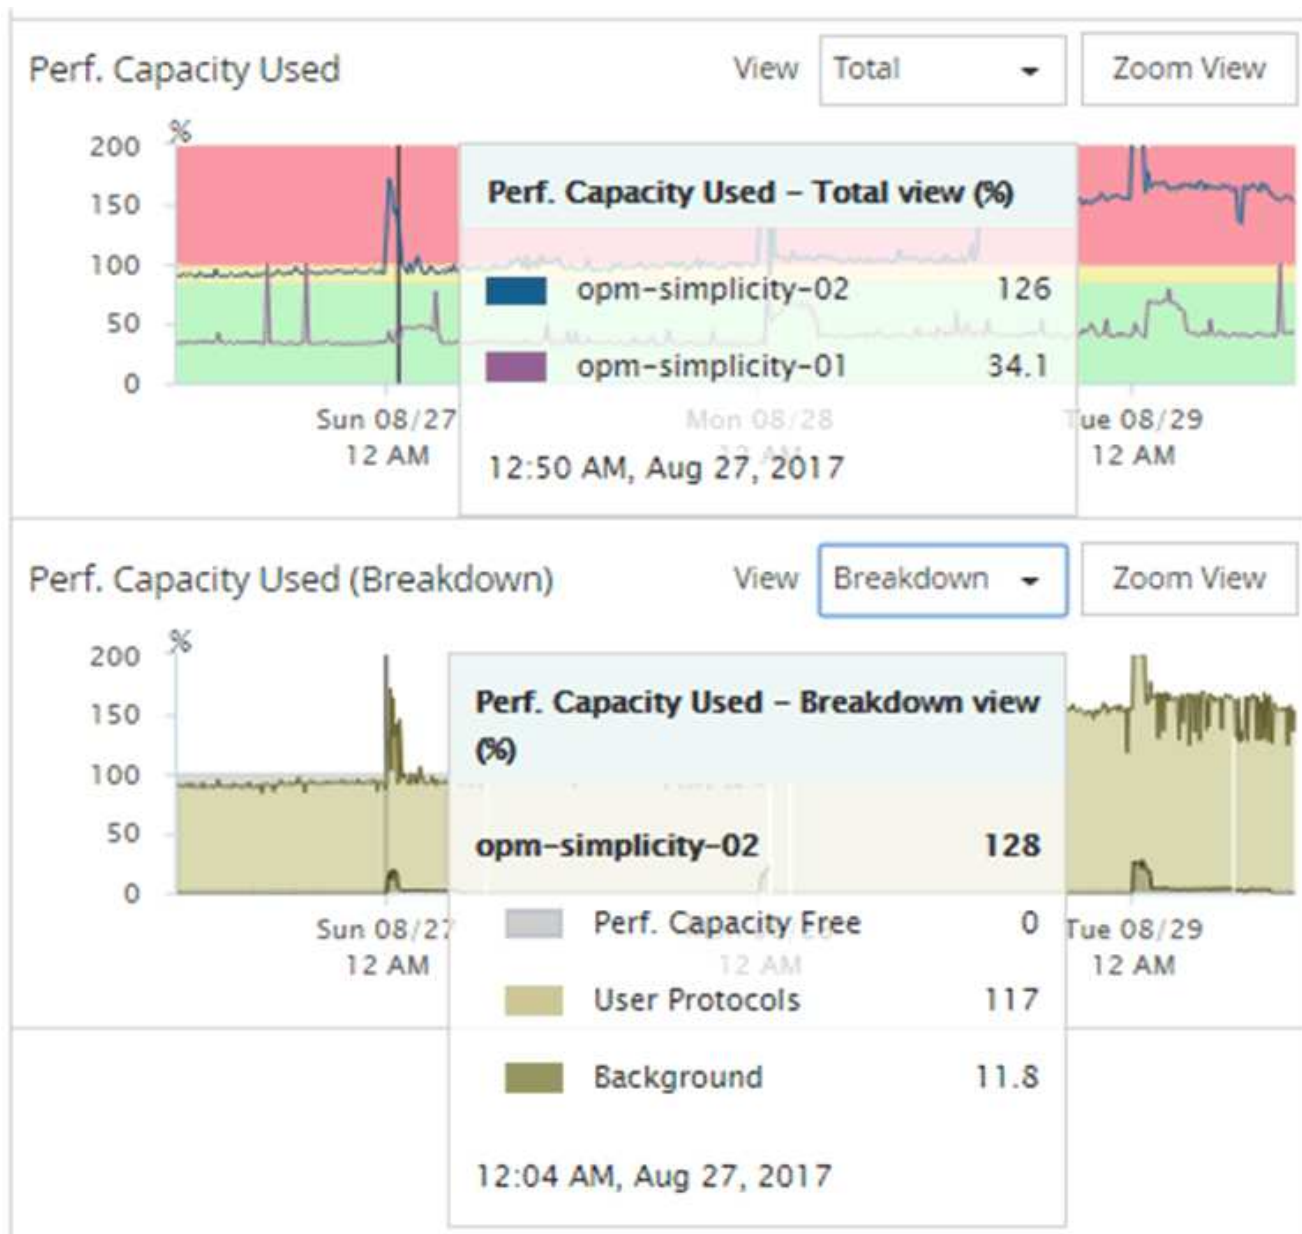 Perf. Capacity Used View Total Zoom View
%
200
150
100
50
0
Perf. Capacity Used - Total view (%)
opm-simplicity-02 126
opm-simplicity-01 34.1
12:50 AM, Aug 27, 2017
Sun 08/27 Mon 08/28 Tue 08/29
12 AM 12 AM 12 AM
Perf. Capacity Used (Breakdown) View Breakdown Zoom View
%
200
150
100
50
0
Perf. Capacity Used - Breakdown view
(%)
opm-simplicity-02 128
Perf. Capacity Free 0
User Protocols 117
Background 11.8
12:04 AM, Aug 27, 2017
Sun 08/27 Tue 08/29
12 AM 12 AM 12 AM